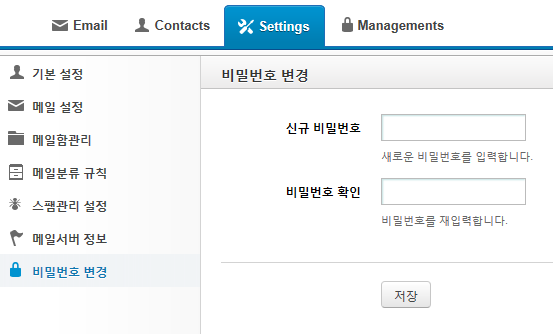 Email Contacts Settings Managements
기본 설정
메일 설정
메일함관리
메일분류 규칙
스팸관리 설정
메일서버 정보
비밀번호 변경
비밀번호 변경
신규 비밀번호
새로운 비밀번호를 입력합니다.
비밀번호 확인
비밀번호를 재입력합니다.
저장